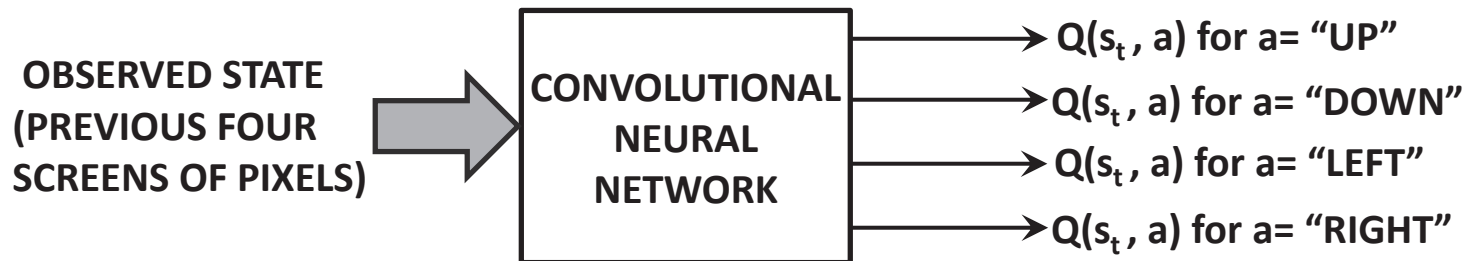 OBSERVED STATE
(PREVIOUS FOUR
SCREENS OF PIXELS)
CONVOLUTIONAL
NEURAL
NETWORK
Q(sₜ , a) for a= “UP”
Q(sₜ , a) for a= “DOWN”
Q(sₜ , a) for a= “LEFT”
Q(sₜ , a) for a= “RIGHT”